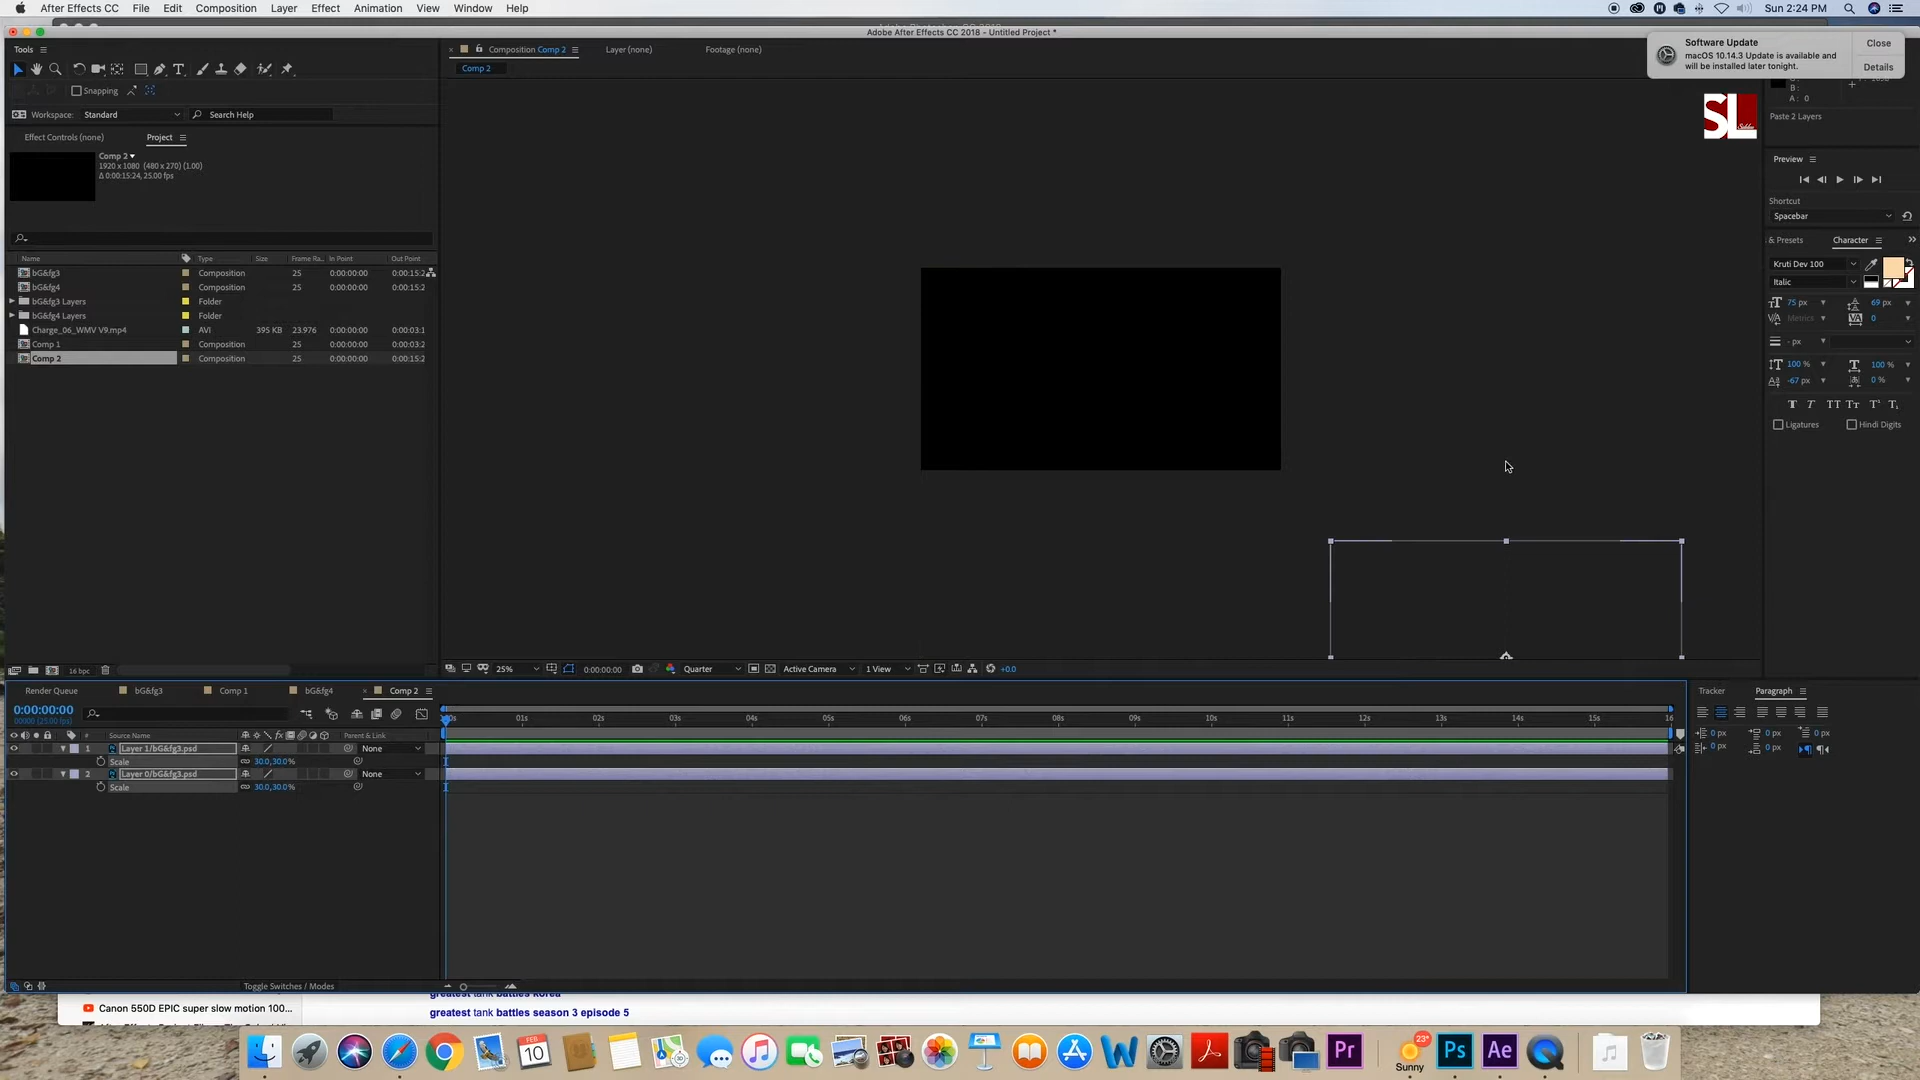 After Effects CC File Edit Composition Layer Effect Animation View Window Help Sun 2:24 PM
Adobe After Effects CC 2018 - Untitled Project *
Tools
Composition Comp 2 Layer (none) Footage (none)
Software Update Close
macOS 10.14.3 Update is available and
will be installed later tonight. Details
Comp 2
Snapping
B:
A: 0
SL
Workspace: Standard Search Help
Paste 2 Layers
Effect Controls (none) Project
Comp 2
1920 x 1080 (480 x 270) (1.00)
Δ 0:00:15:24, 25.00 fps
Preview
Shortcut
Spacebar
& Presets Character
Name Type Size Frame Ra... In Point Out Point
bG&fg3 Composition 25 0:00:00:00 0:00:15:2
bG&fg4 Composition 25 0:00:00:00 0:00:15:2
bG&fg3 Layers Folder
bG&fg4 Layers Folder
Charge_06_WMV V9.mp4 AVI 395 KB 23.976 0:00:00:00 0:00:03:1
Comp 1 Composition 25 0:00:00:00 0:00:03:2
Comp 2 Composition 25 0:00:00:00 0:00:15:2
Kruti Dev 100
Italic
75 px 69 px
Metrics 0
- px
100 % 100 %
-67 px 0 %
T T TT Tr T¹ T₁
Ligatures Hindi Digits
16 bpc
25% 0:00:00:00 Quarter Active Camera 1 View +0.0
Render Queue bG&fg3 Comp 1 bG&fg4 Comp 2
Tracker Paragraph
0:00:00:00
00000 (25.00 fps)
01s 02s 03s 04s 05s 06s 07s 08s 09s 10s 11s 12s 13s 14s 15s 16
# Source Name Parent & Link
1 Layer 1/bG&fg3.psd None
Scale 30.0,30.0%
2 Layer 0/bG&fg3.psd None
Scale 30.0,30.0%
0 px 0 px 0 px
0 px 0 px
Toggle Switches / Modes
greatest tank battles korea
Canon 550D EPIC super slow motion 100...
greatest tank battles season 3 episode 5
FEB
10
23°
Sunny
Pr
Ps
Ae